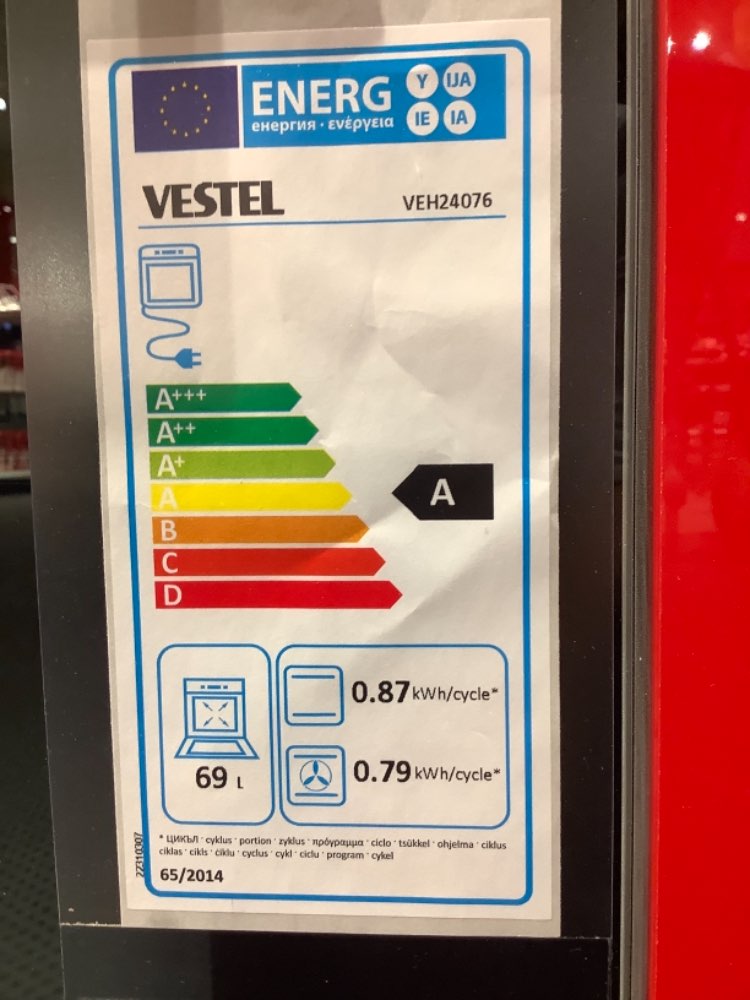 ENERG Y IJA
енергия · ενέργεια IE IA
VESTEL VEH24076
A+++
A++
A+
A
A
B
C
D
0.87 kWh/cycle*
69 L
0.79 kWh/cycle*
* ЦИКЪЛ · cyklus · portion · zyklus · πρόγραμμα · ciclo · tsükkel · ohjelma · ciklus
ciklas · cikls · ċiklu · cyclus · cykl · ciclu · program · cykel
65/2014
22310307